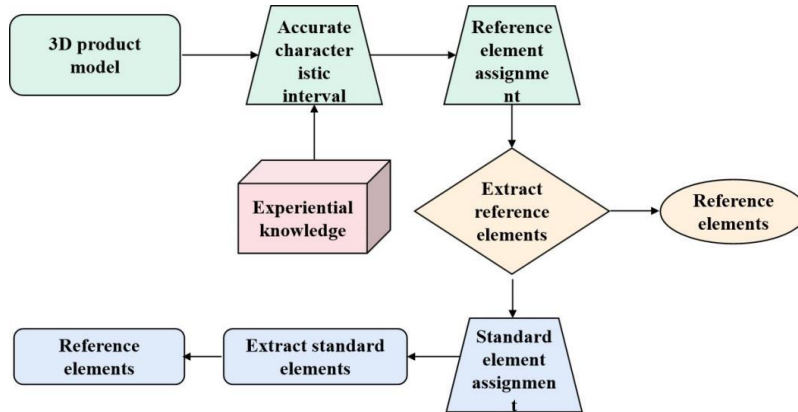 3D product
model
Accurate
character
istic
interval
Reference
element
assignme
nt
Experiential
knowledge
Extract
reference
elements
Reference
elements
Reference
elements
Extract standard
elements
Standard
element
assignmen
t